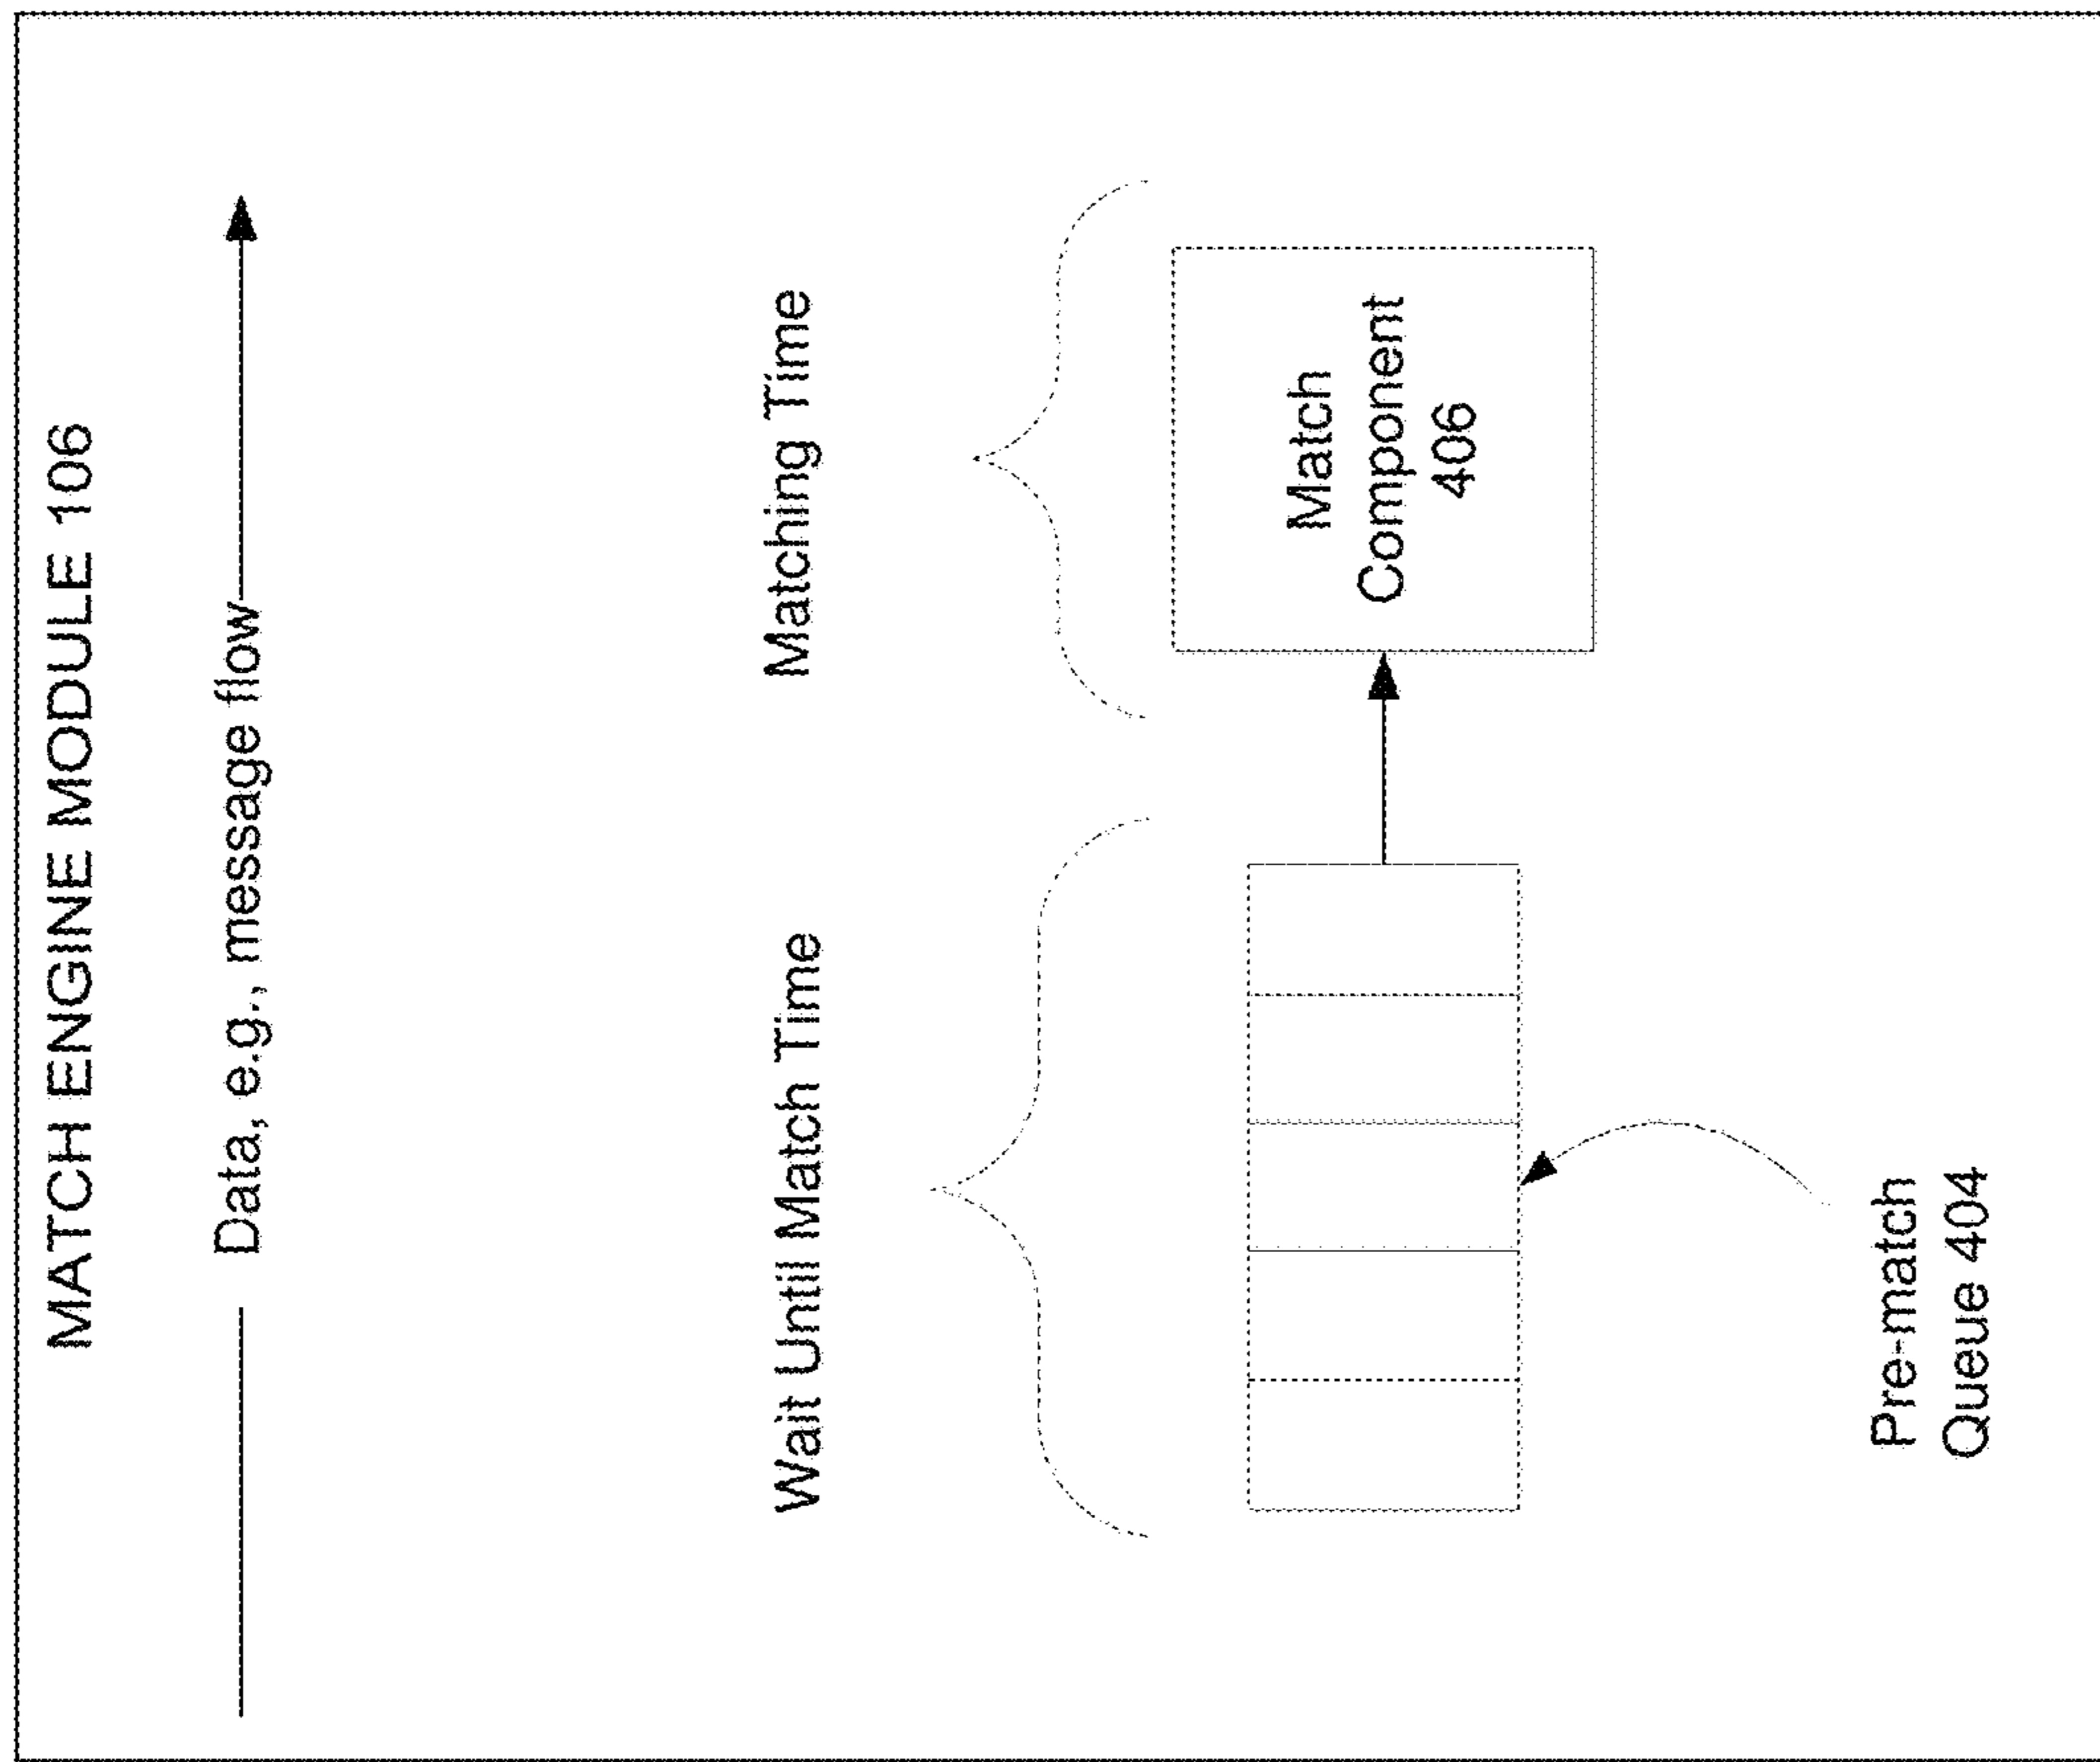 MATCH ENGINE MODULE 106
Data, e.g., message flow
Wait Until Match Time
Matching Time
Match
Component
406
Pre-match
Queue 404